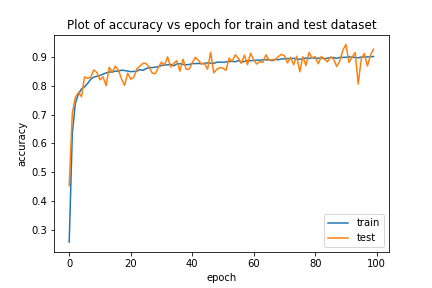 Plot of accuracy vs epoch for train and test dataset
accuracy
0.9
0.8
0.7
0.6
0.5
0.4
0.3
train
test
0 20 40 60 80 100
epoch